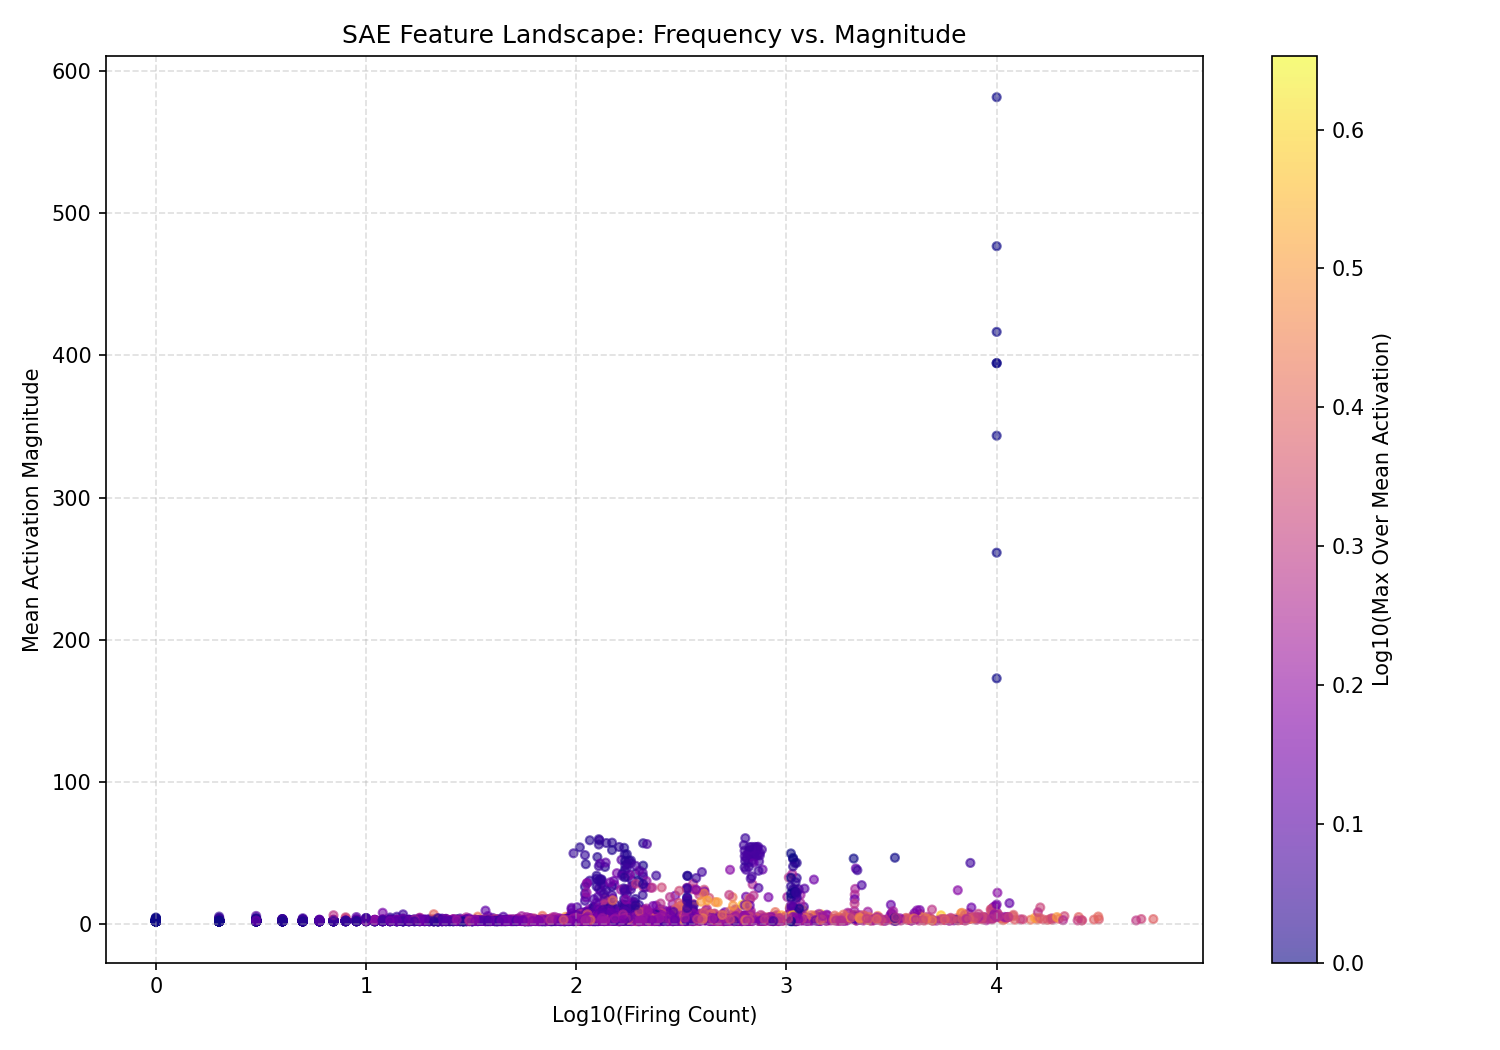 SAE Feature Landscape: Frequency vs. Magnitude
600
500
400
300
200
100
0
Mean Activation Magnitude
0 1 2 3 4
Log10(Firing Count)
0.6
0.5
0.4
0.3
0.2
0.1
0.0
Log10(Max Over Mean Activation)